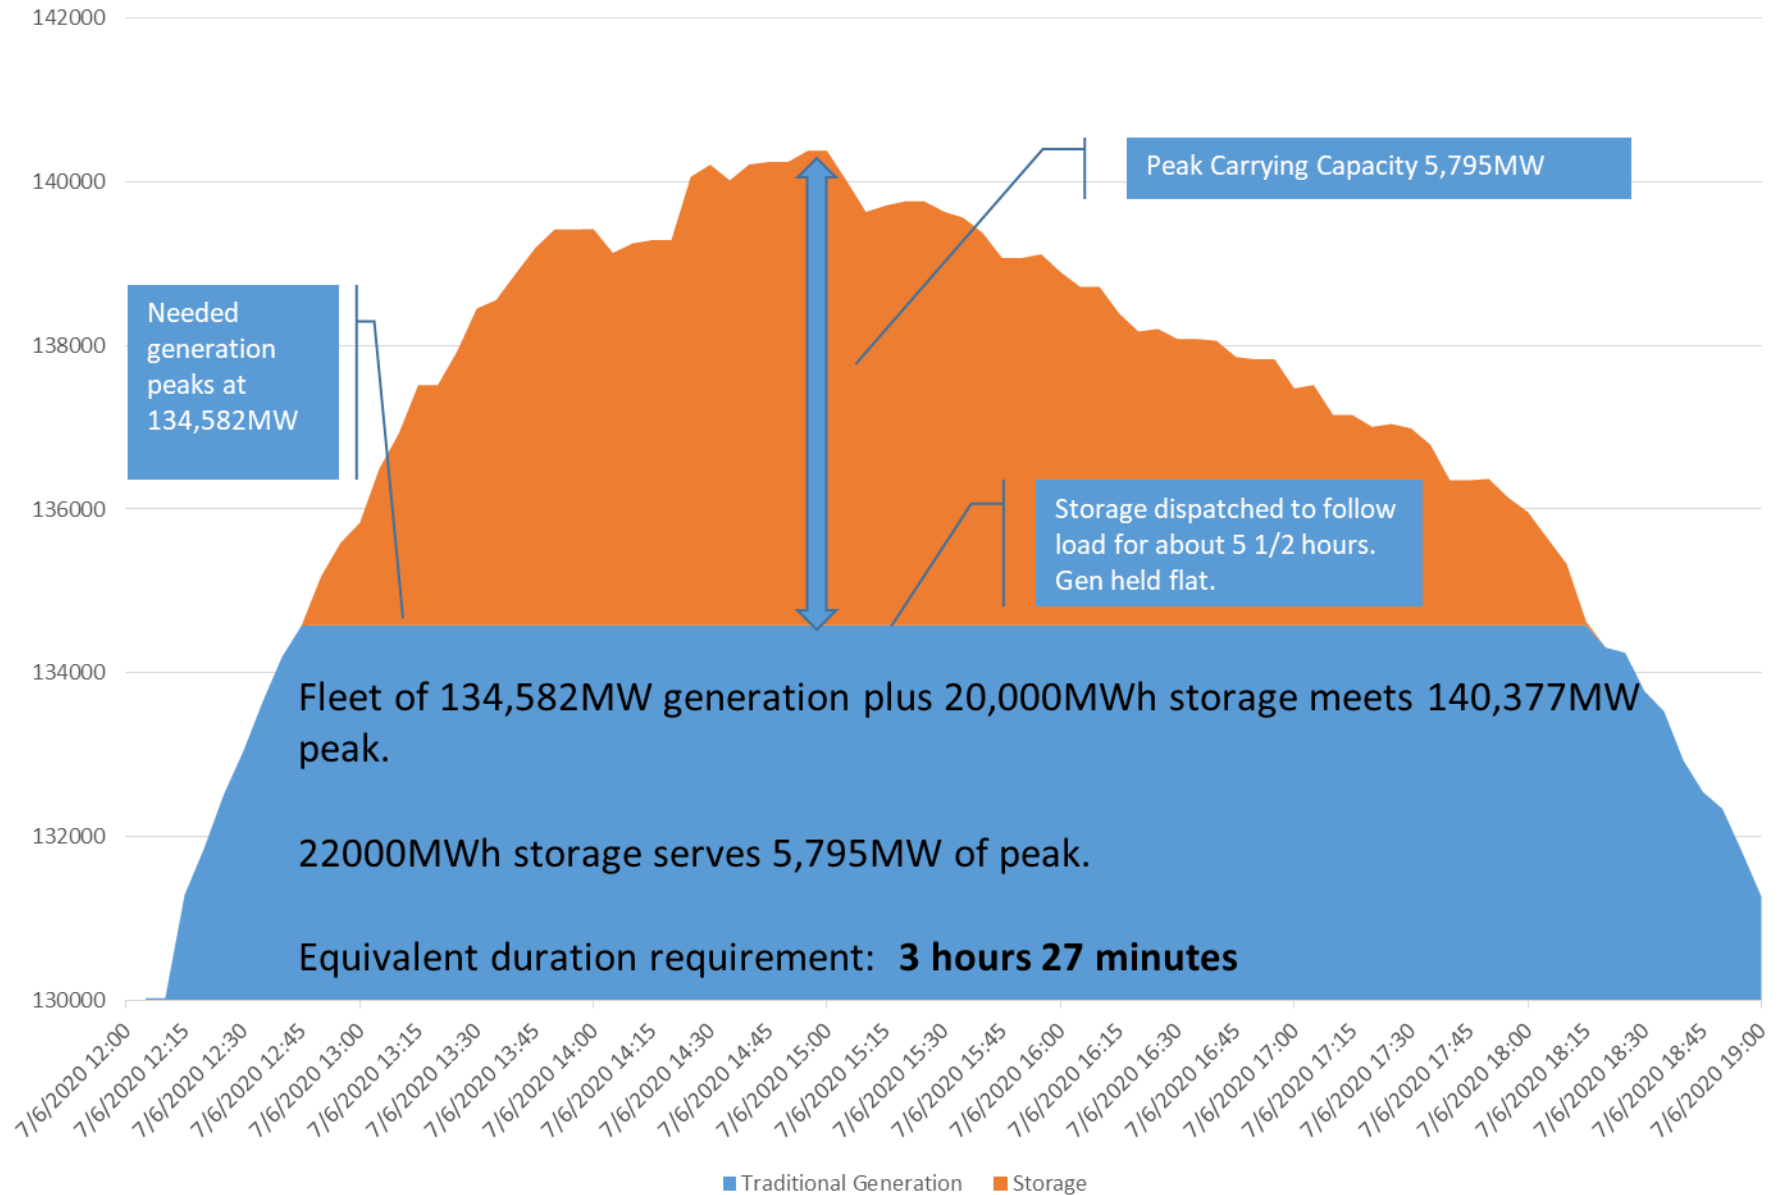 142000
140000
138000
136000
134000
132000
130000
Peak Carrying Capacity 5,795MW
Needed
generation
peaks at
134,582MW
Storage dispatched to follow
load for about 5 1/2 hours.
Gen held flat.
Fleet of 134,582MW generation plus 20,000MWh storage meets 140,377MW
peak.
22000MWh storage serves 5,795MW of peak.
Equivalent duration requirement: 3 hours 27 minutes
7/6/2020 12:00
7/6/2020 12:15
7/6/2020 12:30
7/6/2020 12:45
7/6/2020 13:00
7/6/2020 13:15
7/6/2020 13:30
7/6/2020 13:45
7/6/2020 14:00
7/6/2020 14:15
7/6/2020 14:30
7/6/2020 14:45
7/6/2020 15:00
7/6/2020 15:15
7/6/2020 15:30
7/6/2020 15:45
7/6/2020 16:00
7/6/2020 16:15
7/6/2020 16:30
7/6/2020 16:45
7/6/2020 17:00
7/6/2020 17:15
7/6/2020 17:30
7/6/2020 17:45
7/6/2020 18:00
7/6/2020 18:15
7/6/2020 18:30
7/6/2020 18:45
7/6/2020 19:00
Traditional Generation
Storage